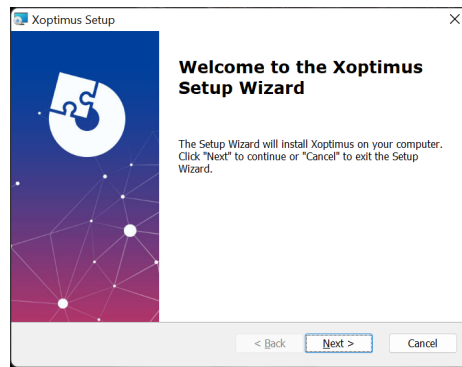 Xoptimus Setup
Welcome to the Xoptimus
Setup Wizard
The Setup Wizard will install Xoptimus on your computer.
Click "Next" to continue or "Cancel" to exit the Setup
Wizard.
< Back Next > Cancel